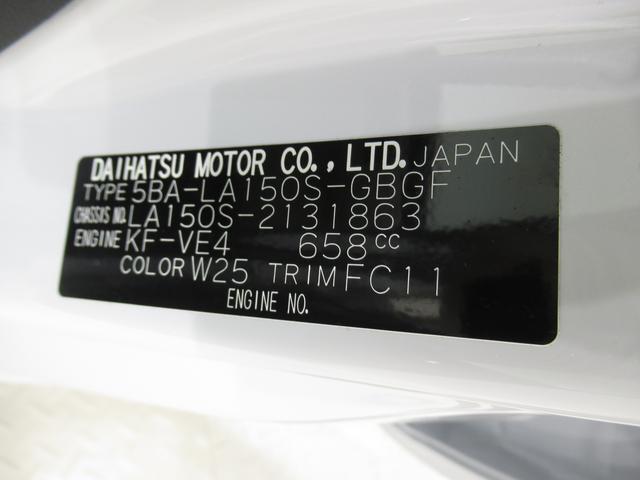 DAIHATSU MOTOR CO., LTD. JAPAN
TYPE 5BA-LA150S-GBGF
CHASSIS NO. LA150S-2131863
ENGINE KF-VE4 658cc
COLOR W25 TRIM FC11
ENGINE NO.